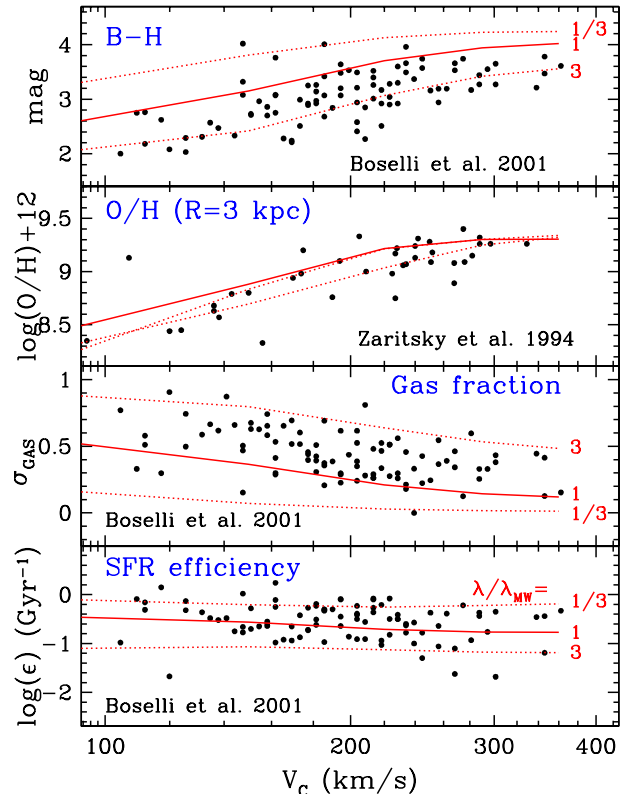 B−H
1/3
1
3
4
3
2
mag
Boselli et al. 2001
O/H (R=3 kpc)
9.5
9
8.5
log(O/H)+12
Zaritsky et al. 1994
Gas fraction
1
0.5
0
σGAS
3
1
1/3
Boselli et al. 2001
SFR efficiency
λ/λMW=
1/3
1
3
0
−1
−2
log(ϵ) (Gyr⁻¹)
Boselli et al. 2001
100
200
300
400
VC (km/s)